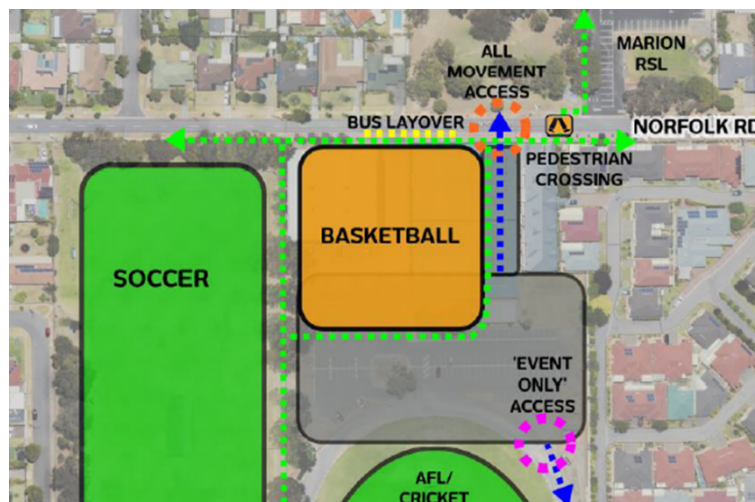 ALL
MOVEMENT
ACCESS
MARION
RSL
BUS LAYOVER
NORFOLK RD
PEDESTRIAN
CROSSING
BASKETBALL
SOCCER
'EVENT
ONLY'
ACCESS
AFL/
CRICKET